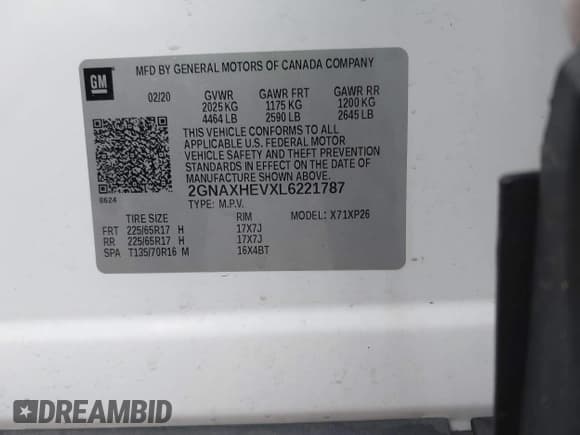 GM
MFD BY GENERAL MOTORS OF CANADA COMPANY
02/20 GVWR GAWR FRT GAWR RR
2025 KG 1175 KG 1200 KG
4464 LB 2590 LB 2645 LB
THIS VEHICLE CONFORMS TO ALL
APPLICABLE U.S. FEDERAL MOTOR
VEHICLE SAFETY AND THEFT PREVENTION
STANDARDS IN EFFECT ON THE DATE OF
MANUFACTURE SHOWN ABOVE.
8624 2GNAXHEVXL6221787
TYPE: M.P.V. MODEL: X71XP26
TIRE SIZE RIM
FRT 225/65R17 H 17X7J
RR 225/65R17 H 17X7J
SPA T135/70R16 M 16X4BT
DREAMBID